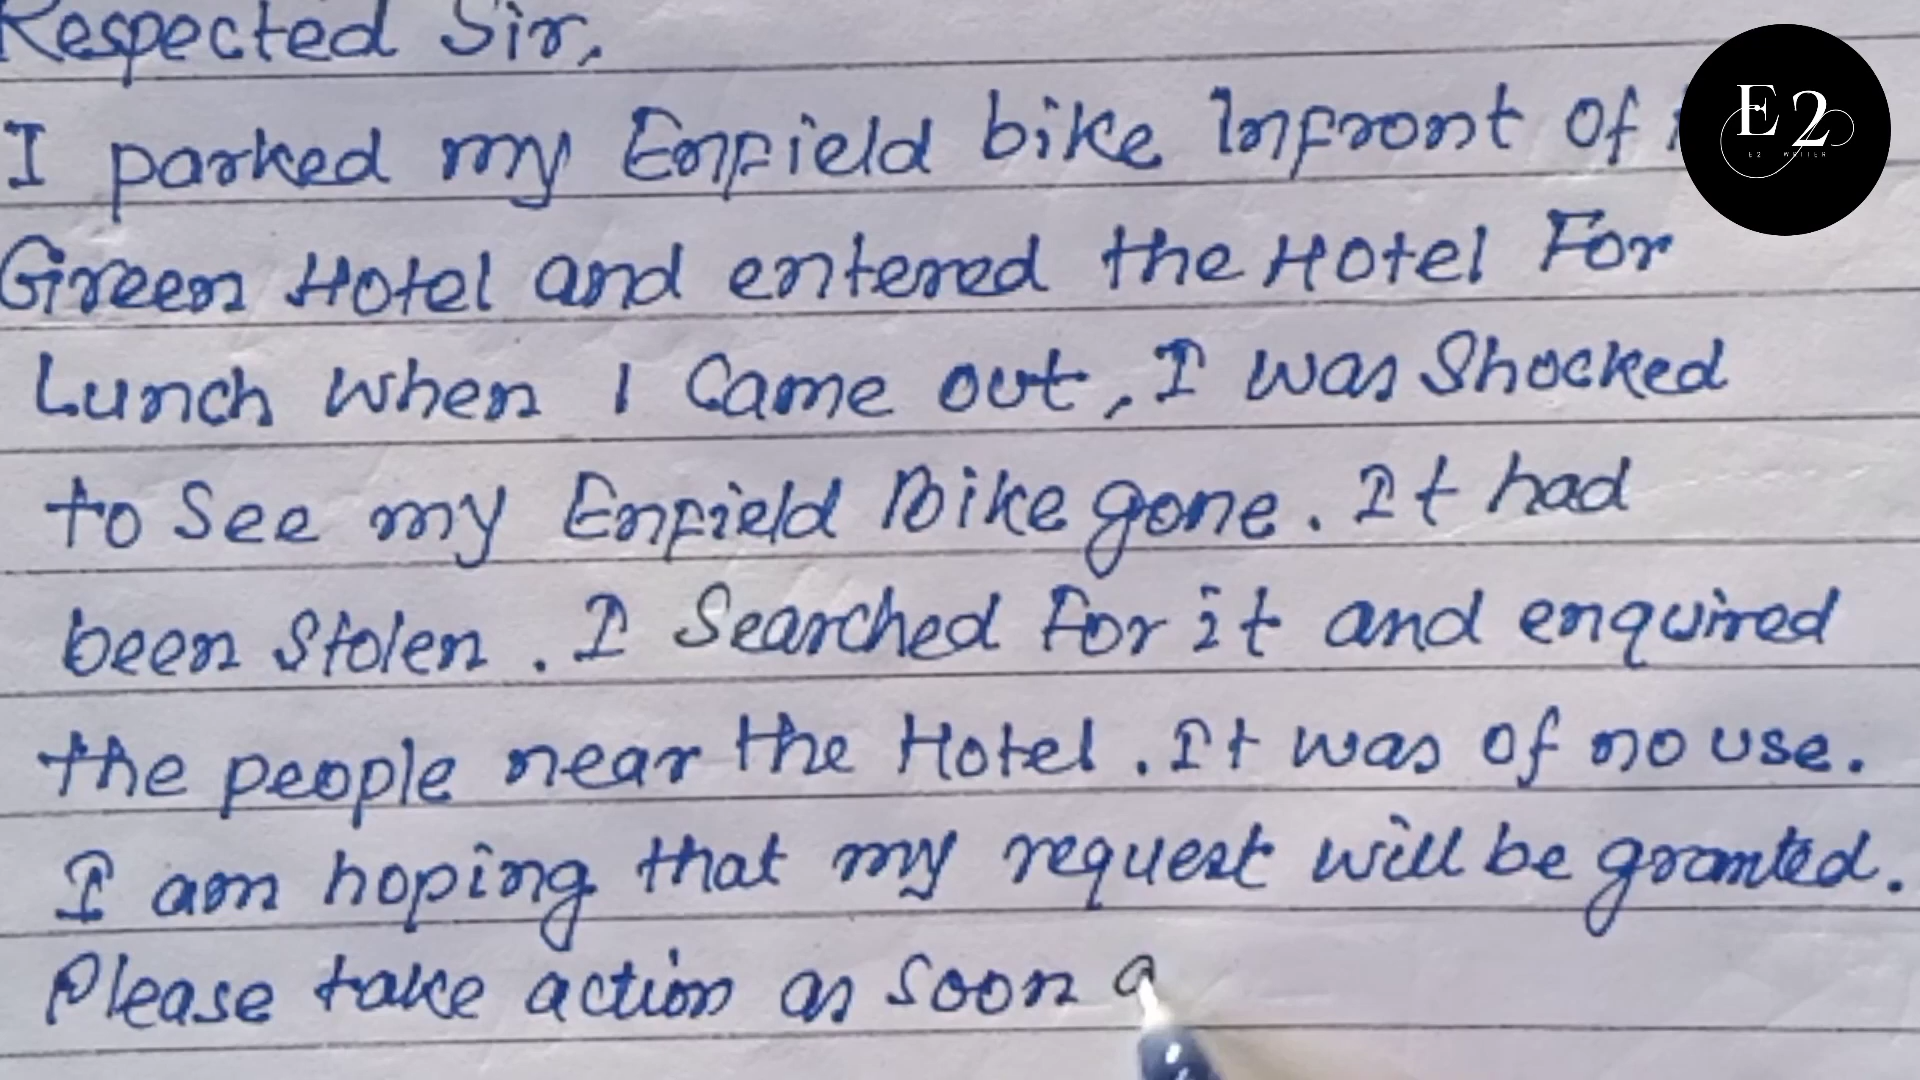 Respected Sir,
I parked my Enfield bike Infront of
Green Hotel and entered the Hotel For
Lunch when I Came out, I was Shocked
to See my Enfield Bike gone. It had
been Stolen. I Searched For it and enquired
the people near the Hotel. It was of no use.
I am hoping that my request will be granted.
Please take action as soon a
E2
E2 WRITER